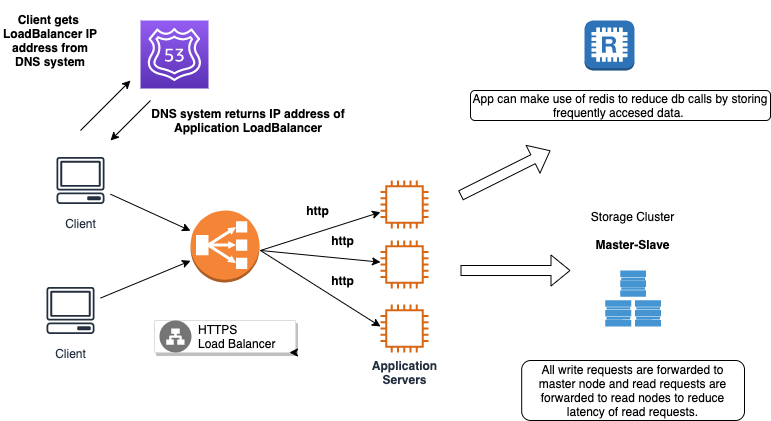 Client gets
LoadBalancer IP
address from
DNS system
53
DNS system returns IP address of
Application LoadBalancer
R
App can make use of redis to reduce db calls by storing
frequently accesed data.
Client
http
http
http
Storage Cluster
Master-Slave
HTTPS
Load Balancer
Client
Application
Servers
All write requests are forwarded to
master node and read requests are
forwarded to read nodes to reduce
latency of read requests.